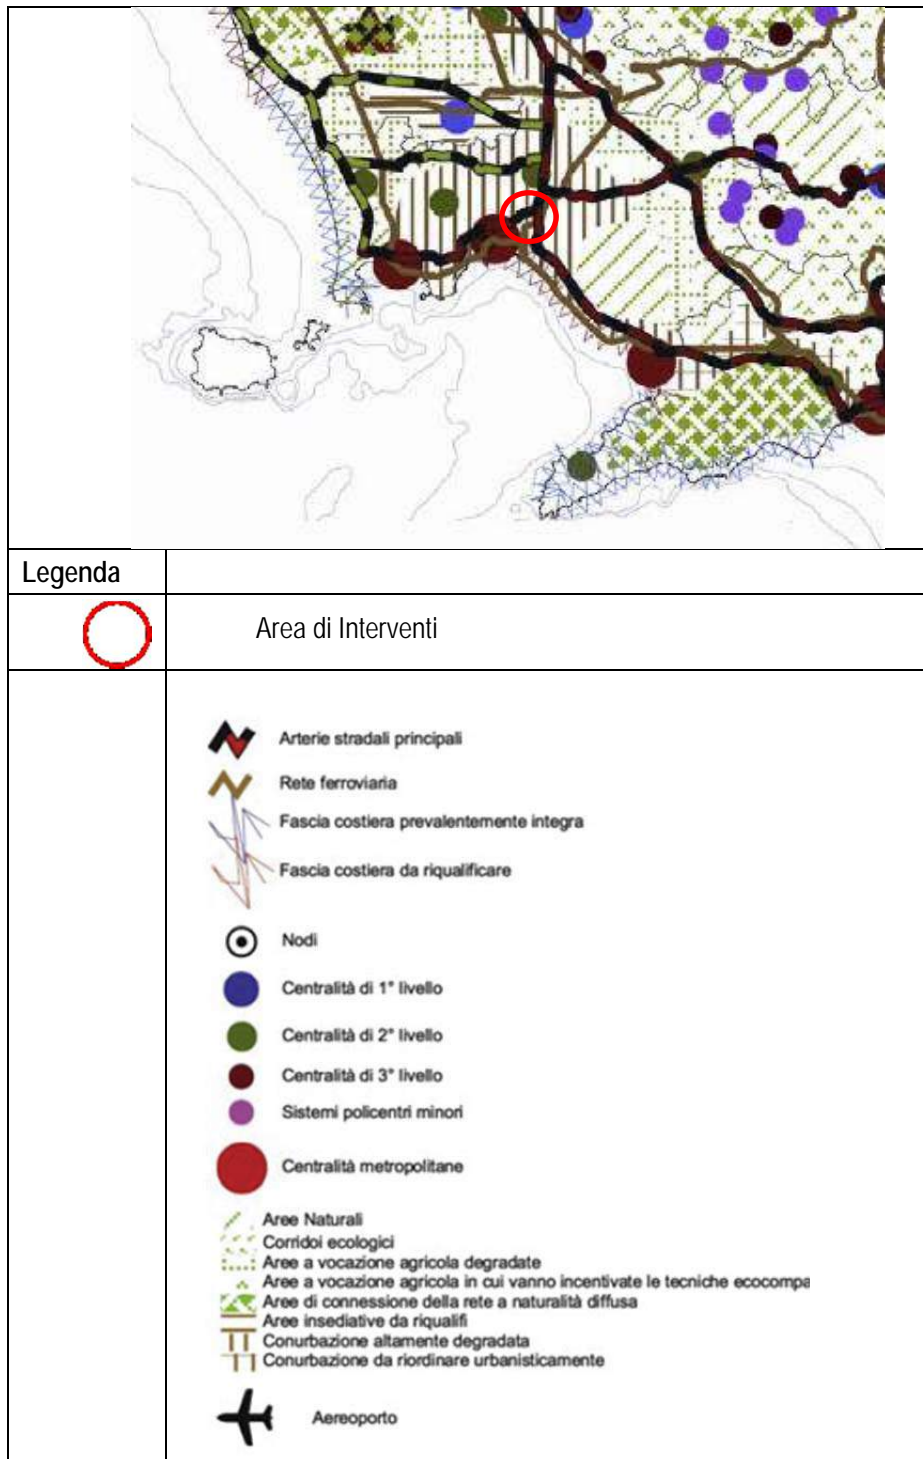 Legenda
Area di Interventi
Arterie stradali principali
Rete ferroviaria
Fascia costiera prevalentemente integra
Fascia costiera da riqualificare
Nodi
Centralità di 1° livello
Centralità di 2° livello
Centralità di 3° livello
Sistemi policentri minori
Centralità metropolitane
Aree Naturali
Corridoi ecologici
Aree a vocazione agricola degradate
Aree a vocazione agricola in cui vanno incentivate le tecniche ecocompa
Aree di connessione della rete a naturalità diffusa
Aree insediative da riqualifi
Conurbazione altamente degradata
Conurbazione da riordinare urbanisticamente
Aereoporto